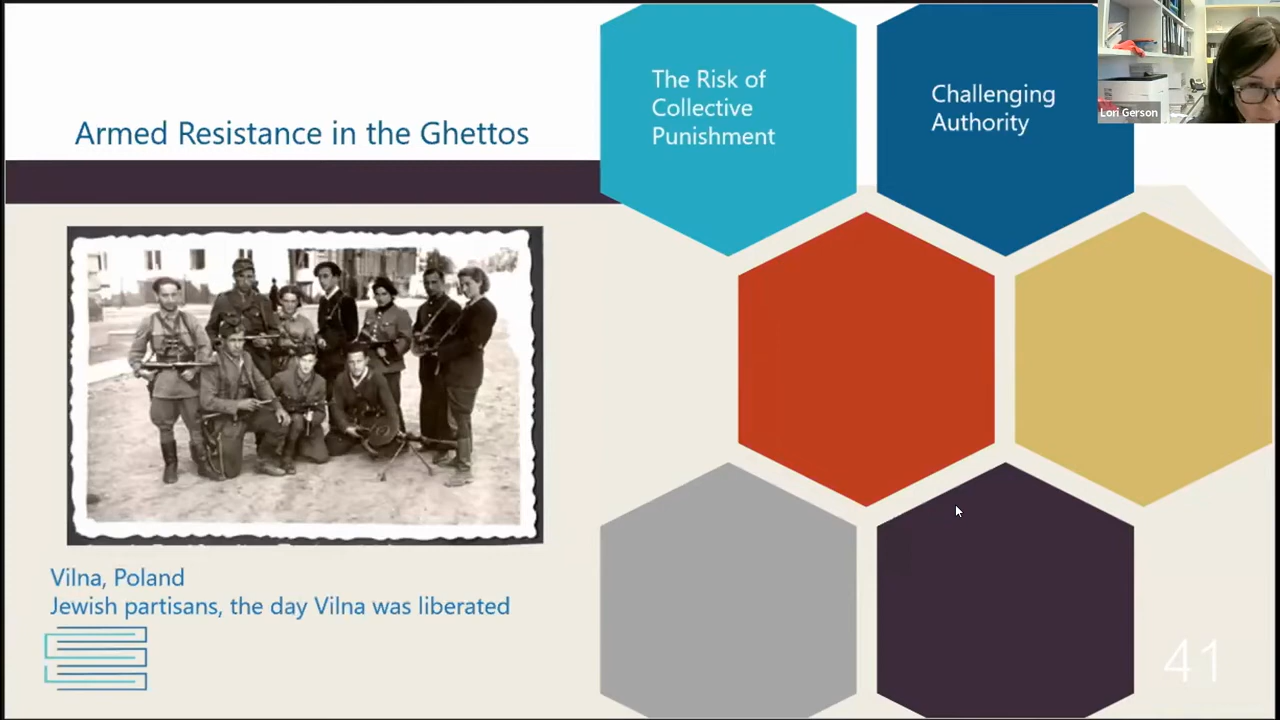 Armed Resistance in the Ghettos
The Risk of
Collective
Punishment
Challenging
Authority
Lori Gerson
Vilna, Poland
Jewish partisans, the day Vilna was liberated
41